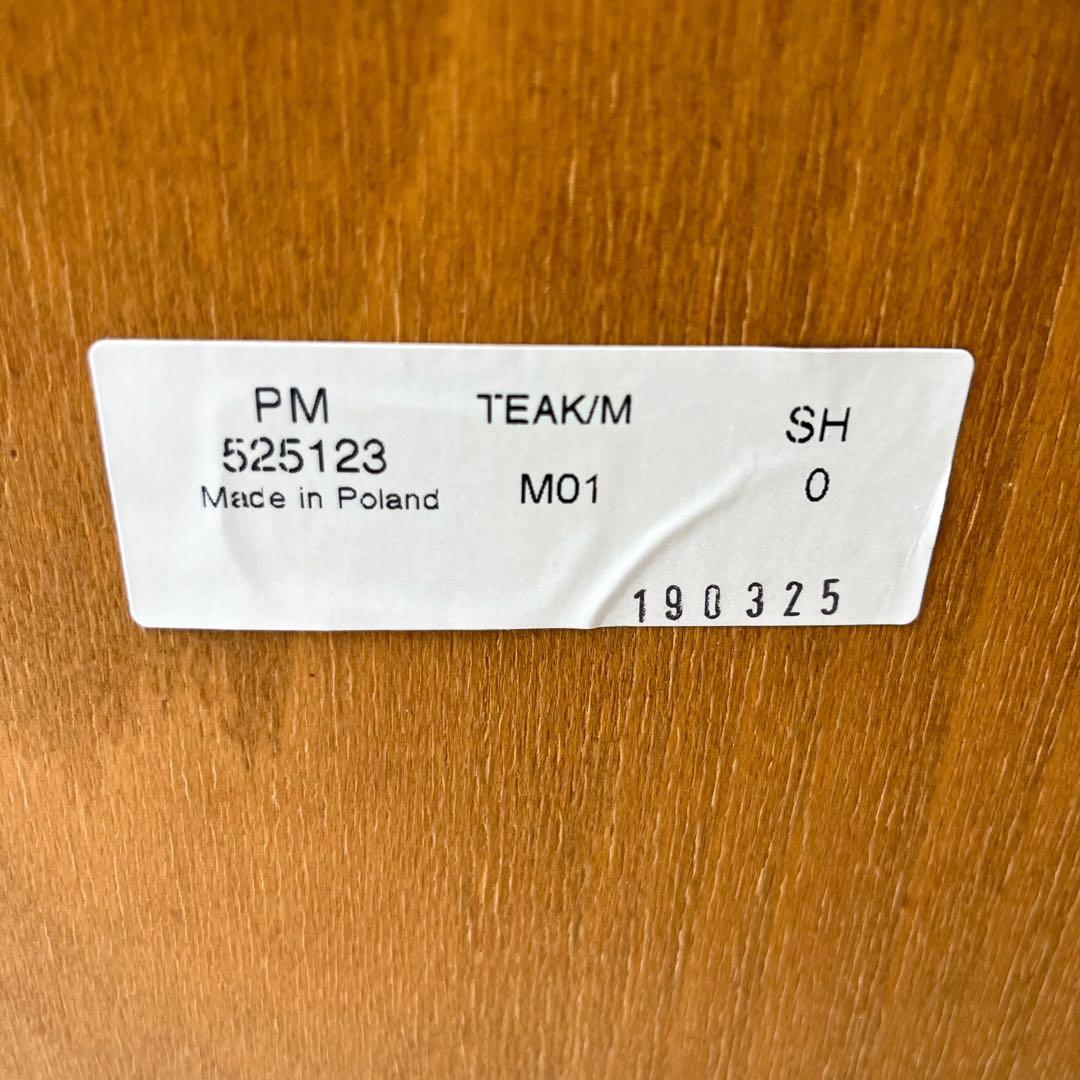 PM TEAK/M SH
525123
Made in Poland M01 0
190325